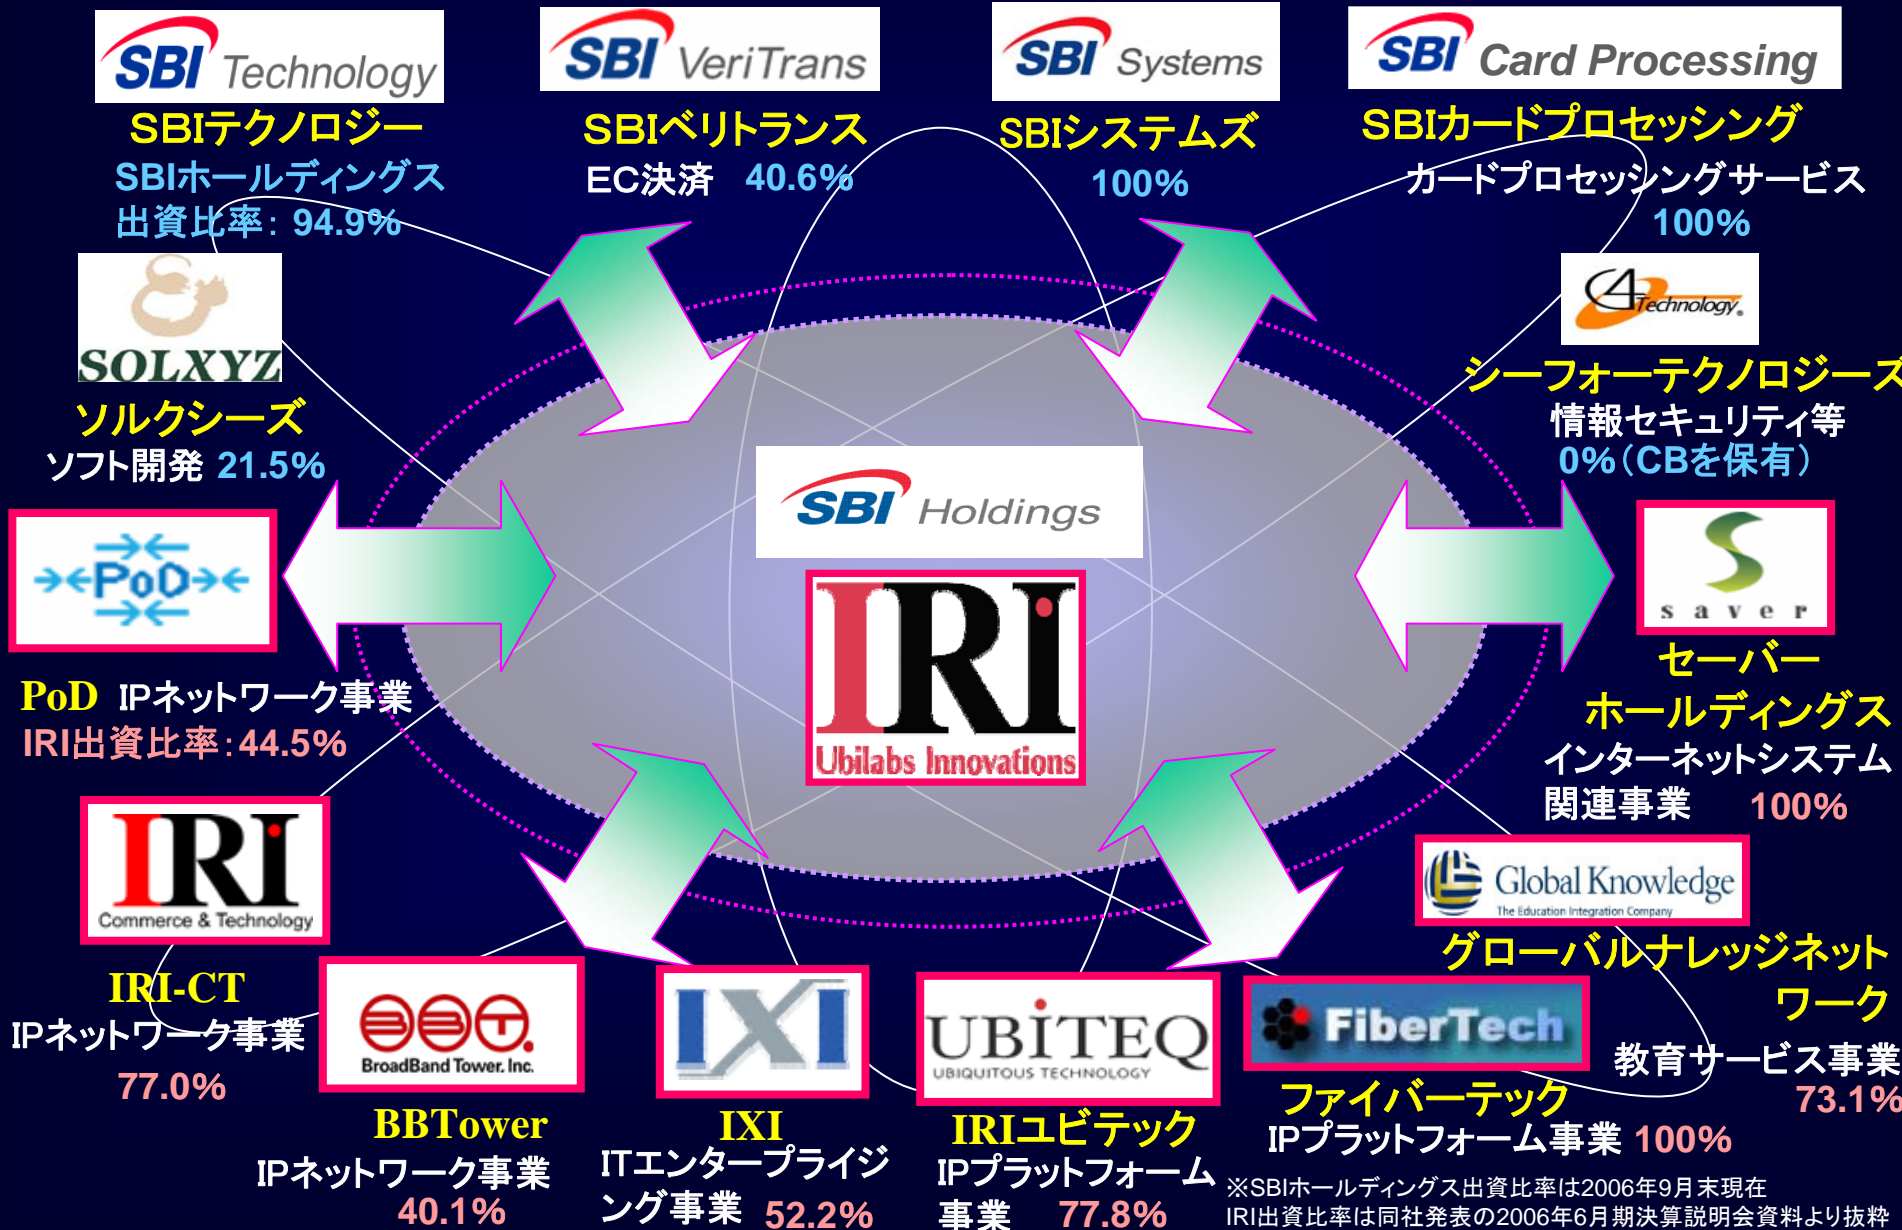 SBI Technology
SBIテクノロジー
SBIホールディングス
出資比率：94.9%
SBI VeriTrans
SBIベリトランス
EC決済 40.6%
SBI Systems
SBIシステムズ
100%
SBI Card Processing
SBIカードプロセッシング
カードプロセッシングサービス
100%
SOLXYZ
ソルクシーズ
ソフト開発 21.5%
C4 Technology®
シーフォーテクノロジーズ
情報セキュリティ等
0%（CBを保有）
SBI Holdings
IRI
Ubilabs Innovations
PoD
PoD IPネットワーク事業
IRI出資比率：44.5%
saver
セーバー
ホールディングス
インターネットシステム
関連事業 100%
IRI
Commerce & Technology
IRI-CT
IPネットワーク事業
77.0%
BBT
BroadBand Tower. Inc.
BBTower
IPネットワーク事業
40.1%
IXI
IXI
ITエンタープライジ
ング事業 52.2%
UBiTEQ
UBIQUITOUS TECHNOLOGY
IRIユビテック
IPプラットフォーム
事業 77.8%
FiberTech
ファイバーテック
IPプラットフォーム事業 100%
Global Knowledge
The Education Integration Company
グローバルナレッジネット
ワーク
教育サービス事業
73.1%
※SBIホールディングス出資比率は2006年9月末現在
IRI出資比率は同社発表の2006年6月期決算説明会資料より抜粋